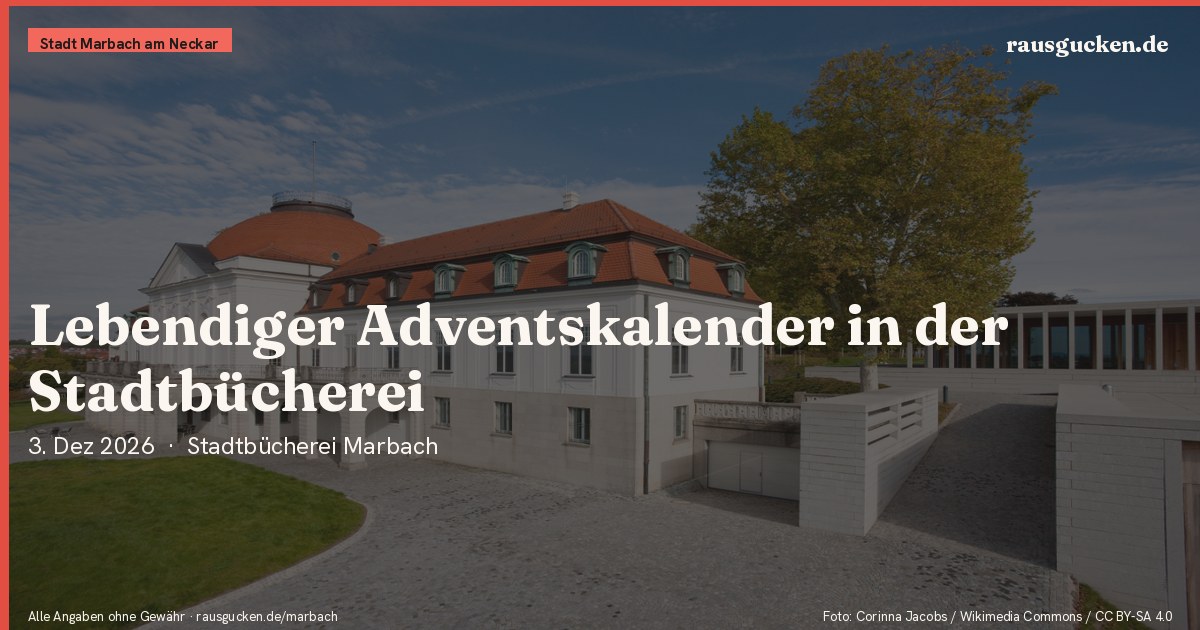 Stadt Marbach am Neckar
rausgucken.de
Lebendiger Adventskalender in der
Stadtbücherei
3. Dez 2026 · Stadtbücherei Marbach
Alle Angaben ohne Gewähr · rausgucken.de/marbach
Foto: Corinna Jacobs / Wikimedia Commons / CC BY-SA 4.0